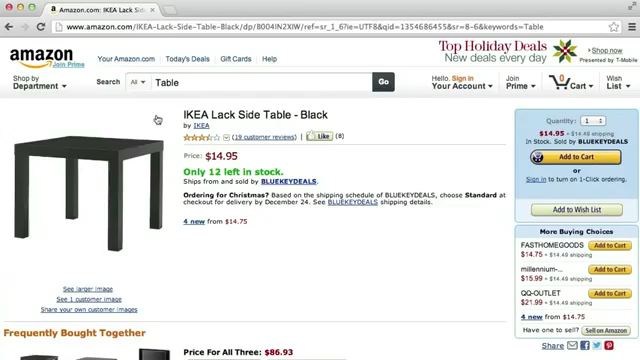 Amazon.com: IKEA Lack Side
www.amazon.com/IKEA-Lack-Side-Table-Black/dp/B004IN2XIW/ref=sr_1_6?ie=UTF8&qid=1354686455&sr=8-6&keywords=Table
amazon
Join Prime
Your Amazon.com
Today's Deals
Gift Cards
Help
Top Holiday Deals
New deals every day
Shop now
Presented by T-Mobile
Shop by
Department
Search
All
Table
Go
Hello. Sign in
Your Account
Join
Prime
0
Cart
Wish
List
IKEA Lack Side Table - Black
by IKEA
(19 customer reviews)
Like
(8)
Price: $14.95
Only 12 left in stock.
Ships from and sold by BLUEKEYDEALS.
Ordering for Christmas? Based on the shipping schedule of BLUEKEYDEALS, choose Standard at
checkout for delivery by December 24. See BLUEKEYDEALS shipping details.
4 new from $14.75
See larger image
See 1 customer image
Share your own customer images
Quantity: 1
$14.95 + $14.49 shipping
In Stock. Sold by BLUEKEYDEALS
Add to Cart
or
Sign in to turn on 1-Click ordering.
Add to Wish List
More Buying Choices
FASTHOMEGOODS
Add to Cart
$14.75 + $14.49 shipping
millennium-...
Add to Cart
$15.99 + $14.49 shipping
QQ-OUTLET
Add to Cart
$21.99 + $14.49 shipping
4 new from $14.75
Have one to sell?
Sell on Amazon
Share
Frequently Bought Together
Price For All Three: $86.93